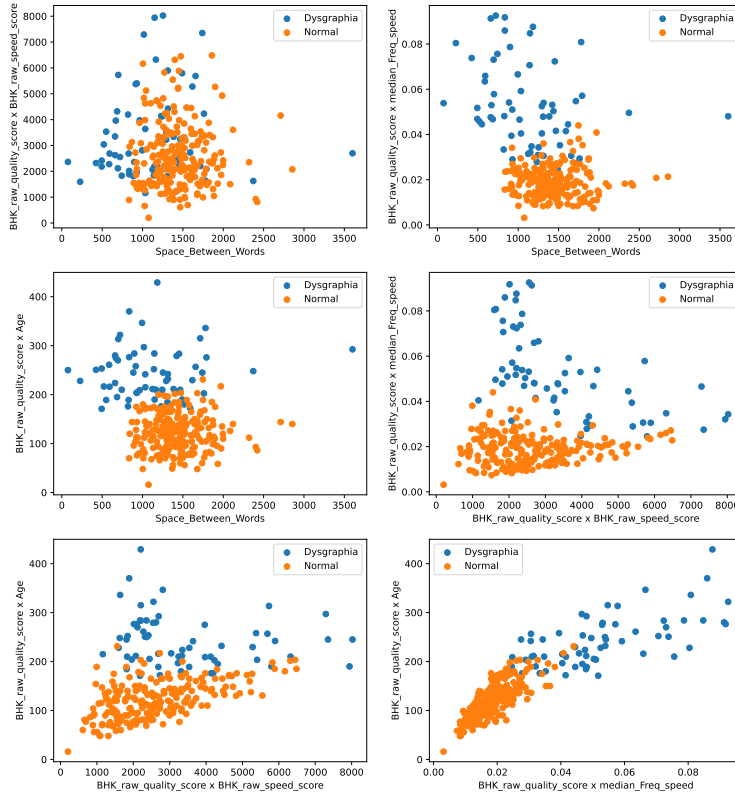 BHK_raw_quality_score x BHK_raw_speed_score
8000
7000
6000
5000
4000
3000
2000
1000
0
Dysgraphia
Normal
0 500 1000 1500 2000 2500 3000 3500
Space_Between_Words
BHK_raw_quality_score x median_Freq_speed
0.08
0.06
0.04
0.02
0.00
Dysgraphia
Normal
0 500 1000 1500 2000 2500 3000 3500
Space_Between_Words
BHK_raw_quality_score x Age
400
300
200
100
0
Dysgraphia
Normal
0 500 1000 1500 2000 2500 3000 3500
Space_Between_Words
BHK_raw_quality_score x median_Freq_speed
0.08
0.06
0.04
0.02
0.00
Dysgraphia
Normal
0 1000 2000 3000 4000 5000 6000 7000 8000
BHK_raw_quality_score x BHK_raw_speed_score
BHK_raw_quality_score x Age
400
300
200
100
0
Dysgraphia
Normal
0 1000 2000 3000 4000 5000 6000 7000 8000
BHK_raw_quality_score x BHK_raw_speed_score
BHK_raw_quality_score x Age
400
300
200
100
0
Dysgraphia
Normal
0.00 0.02 0.04 0.06 0.08
BHK_raw_quality_score x median_Freq_speed